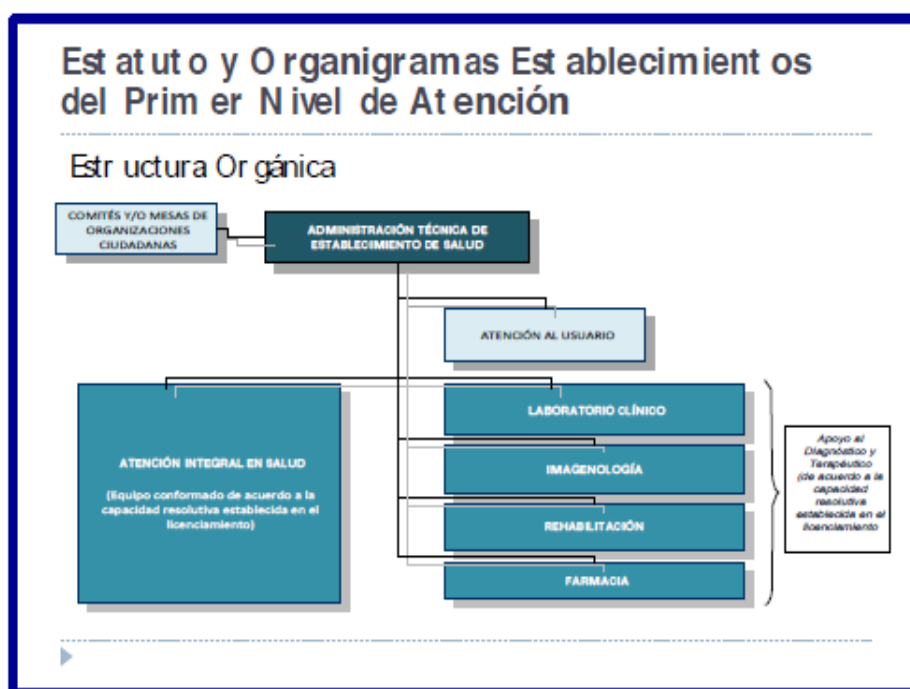 Estatuto y Organigramas Establecimientos
del Primer Nivel de Atención
Estructura Orgánica
COMITÉS Y/O MESAS DE
ORGANIZACIONES
CIUDADANAS
ADMINISTRACIÓN TÉCNICA DE
ESTABLECIMIENTO DE SALUD
ATENCIÓN AL USUARIO
ATENCIÓN INTEGRAL EN SALUD
(Equipo conformado de acuerdo a la
capacidad resolutiva establecida en el
licenciamiento)
LABORATORIO CLÍNICO
IMAGENOLOGÍA
REHABILITACIÓN
FARMACIA
Apoyo al
Diagnóstico y
Terapéutico
(de acuerdo a la
capacidad
resolutiva
establecida en el
licenciamiento